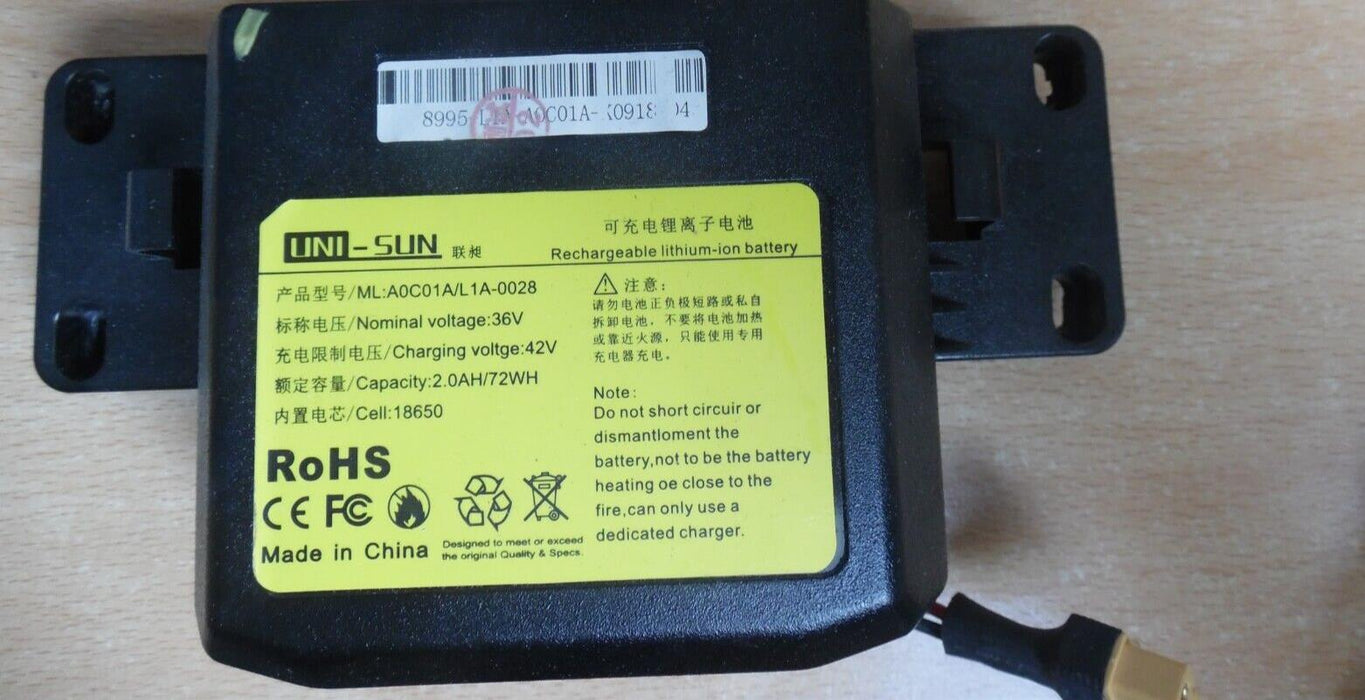 8995 A0C01A- 0918 04
UNI-SUN 联昶
可充电锂离子电池
Rechargeable lithium-ion battery
产品型号/ML:A0C01A/L1A-0028
标称电压/Nominal voltage:36V
充电限制电压/Charging voltge:42V
额定容量/Capacity:2.0AH/72WH
内置电芯/Cell:18650
RoHS
CE FC
Made in China
Designed to meet or exceed
the original Quality & Specs.
注意:
请勿电池正负极短路或私自
拆卸电池，不要将电池加热
或靠近火源，只能使用专用
充电器充电。
Note:
Do not short circuir or
dismantloment the
battery,not to be the battery
heating oe close to the
fire,can only use a
dedicated charger.